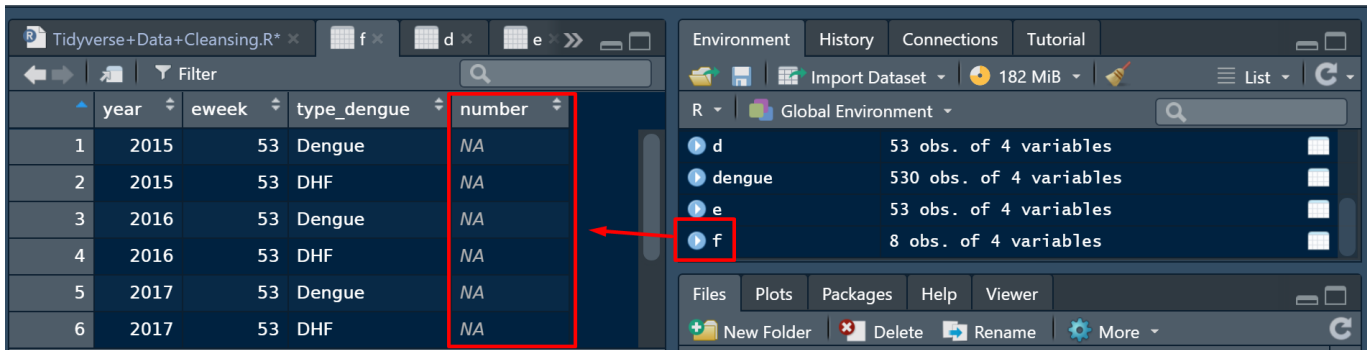 Tidyverse+Data+Cleansing.R* × f × d × e ×
Filter
year eweek type_dengue number
1 2015 53 Dengue NA
2 2015 53 DHF NA
3 2016 53 Dengue NA
4 2016 53 DHF NA
5 2017 53 Dengue NA
6 2017 53 DHF NA
Environment History Connections Tutorial
Import Dataset 182 MiB List
R Global Environment
d 53 obs. of 4 variables
dengue 530 obs. of 4 variables
e 53 obs. of 4 variables
f 8 obs. of 4 variables
Files Plots Packages Help Viewer
New Folder Delete Rename More